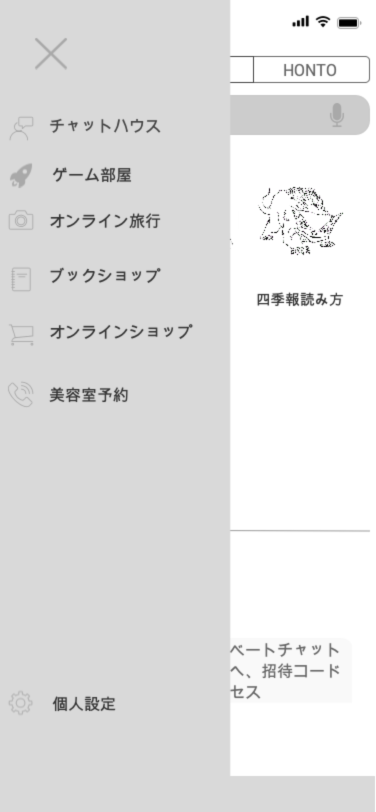 HONTO
チャットハウス
ゲーム部屋
オンライン旅行
ブックショップ
オンラインショップ
美容室予約
四季報読み方
ベートチャット
へ、招待コード
セス
個人設定